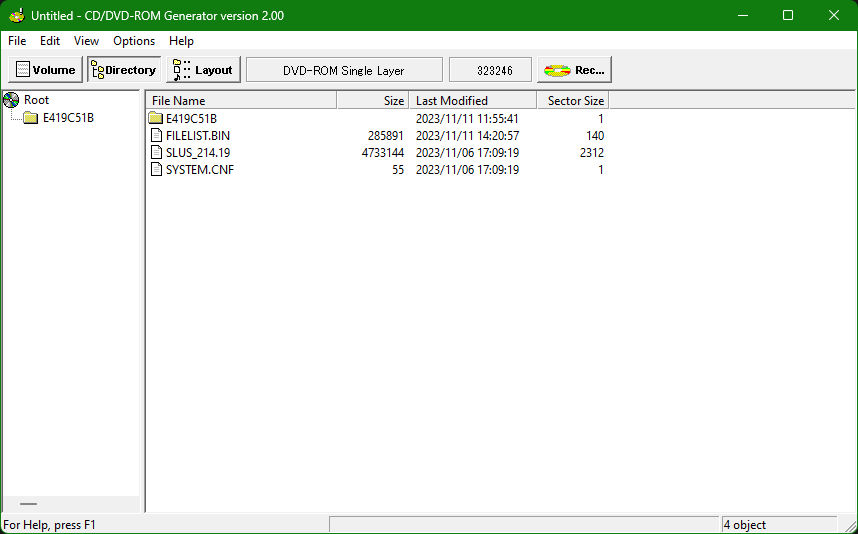 Untitled - CD/DVD-ROM Generator version 2.00
File Edit View Options Help
Volume Directory Layout DVD-ROM Single Layer 323246 Rec...
Root
E419C51B
File Name Size Last Modified Sector Size
E419C51B 2023/11/11 11:55:41 1
FILELIST.BIN 285891 2023/11/11 14:20:57 140
SLUS_214.19 4733144 2023/11/06 17:09:19 2312
SYSTEM.CNF 55 2023/11/06 17:09:19 1
For Help, press F1 4 object